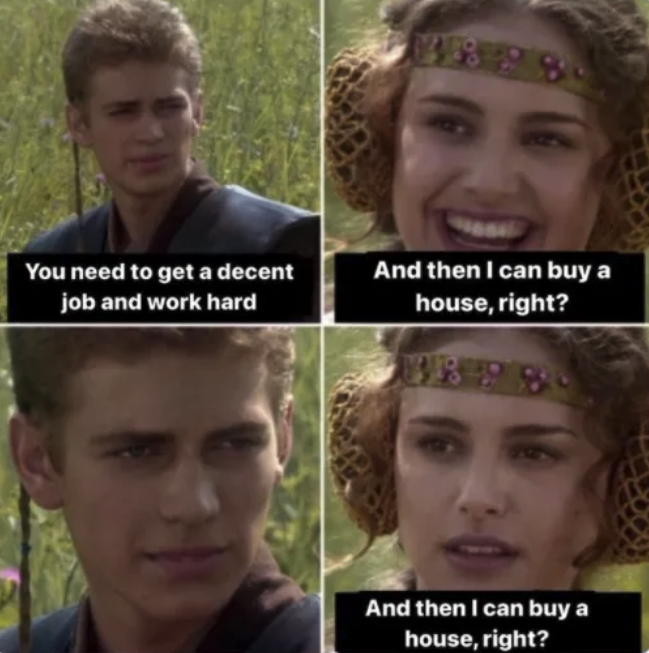 You need to get a decent
job and work hard
And then I can buy a
house, right?
And then I can buy a
house, right?